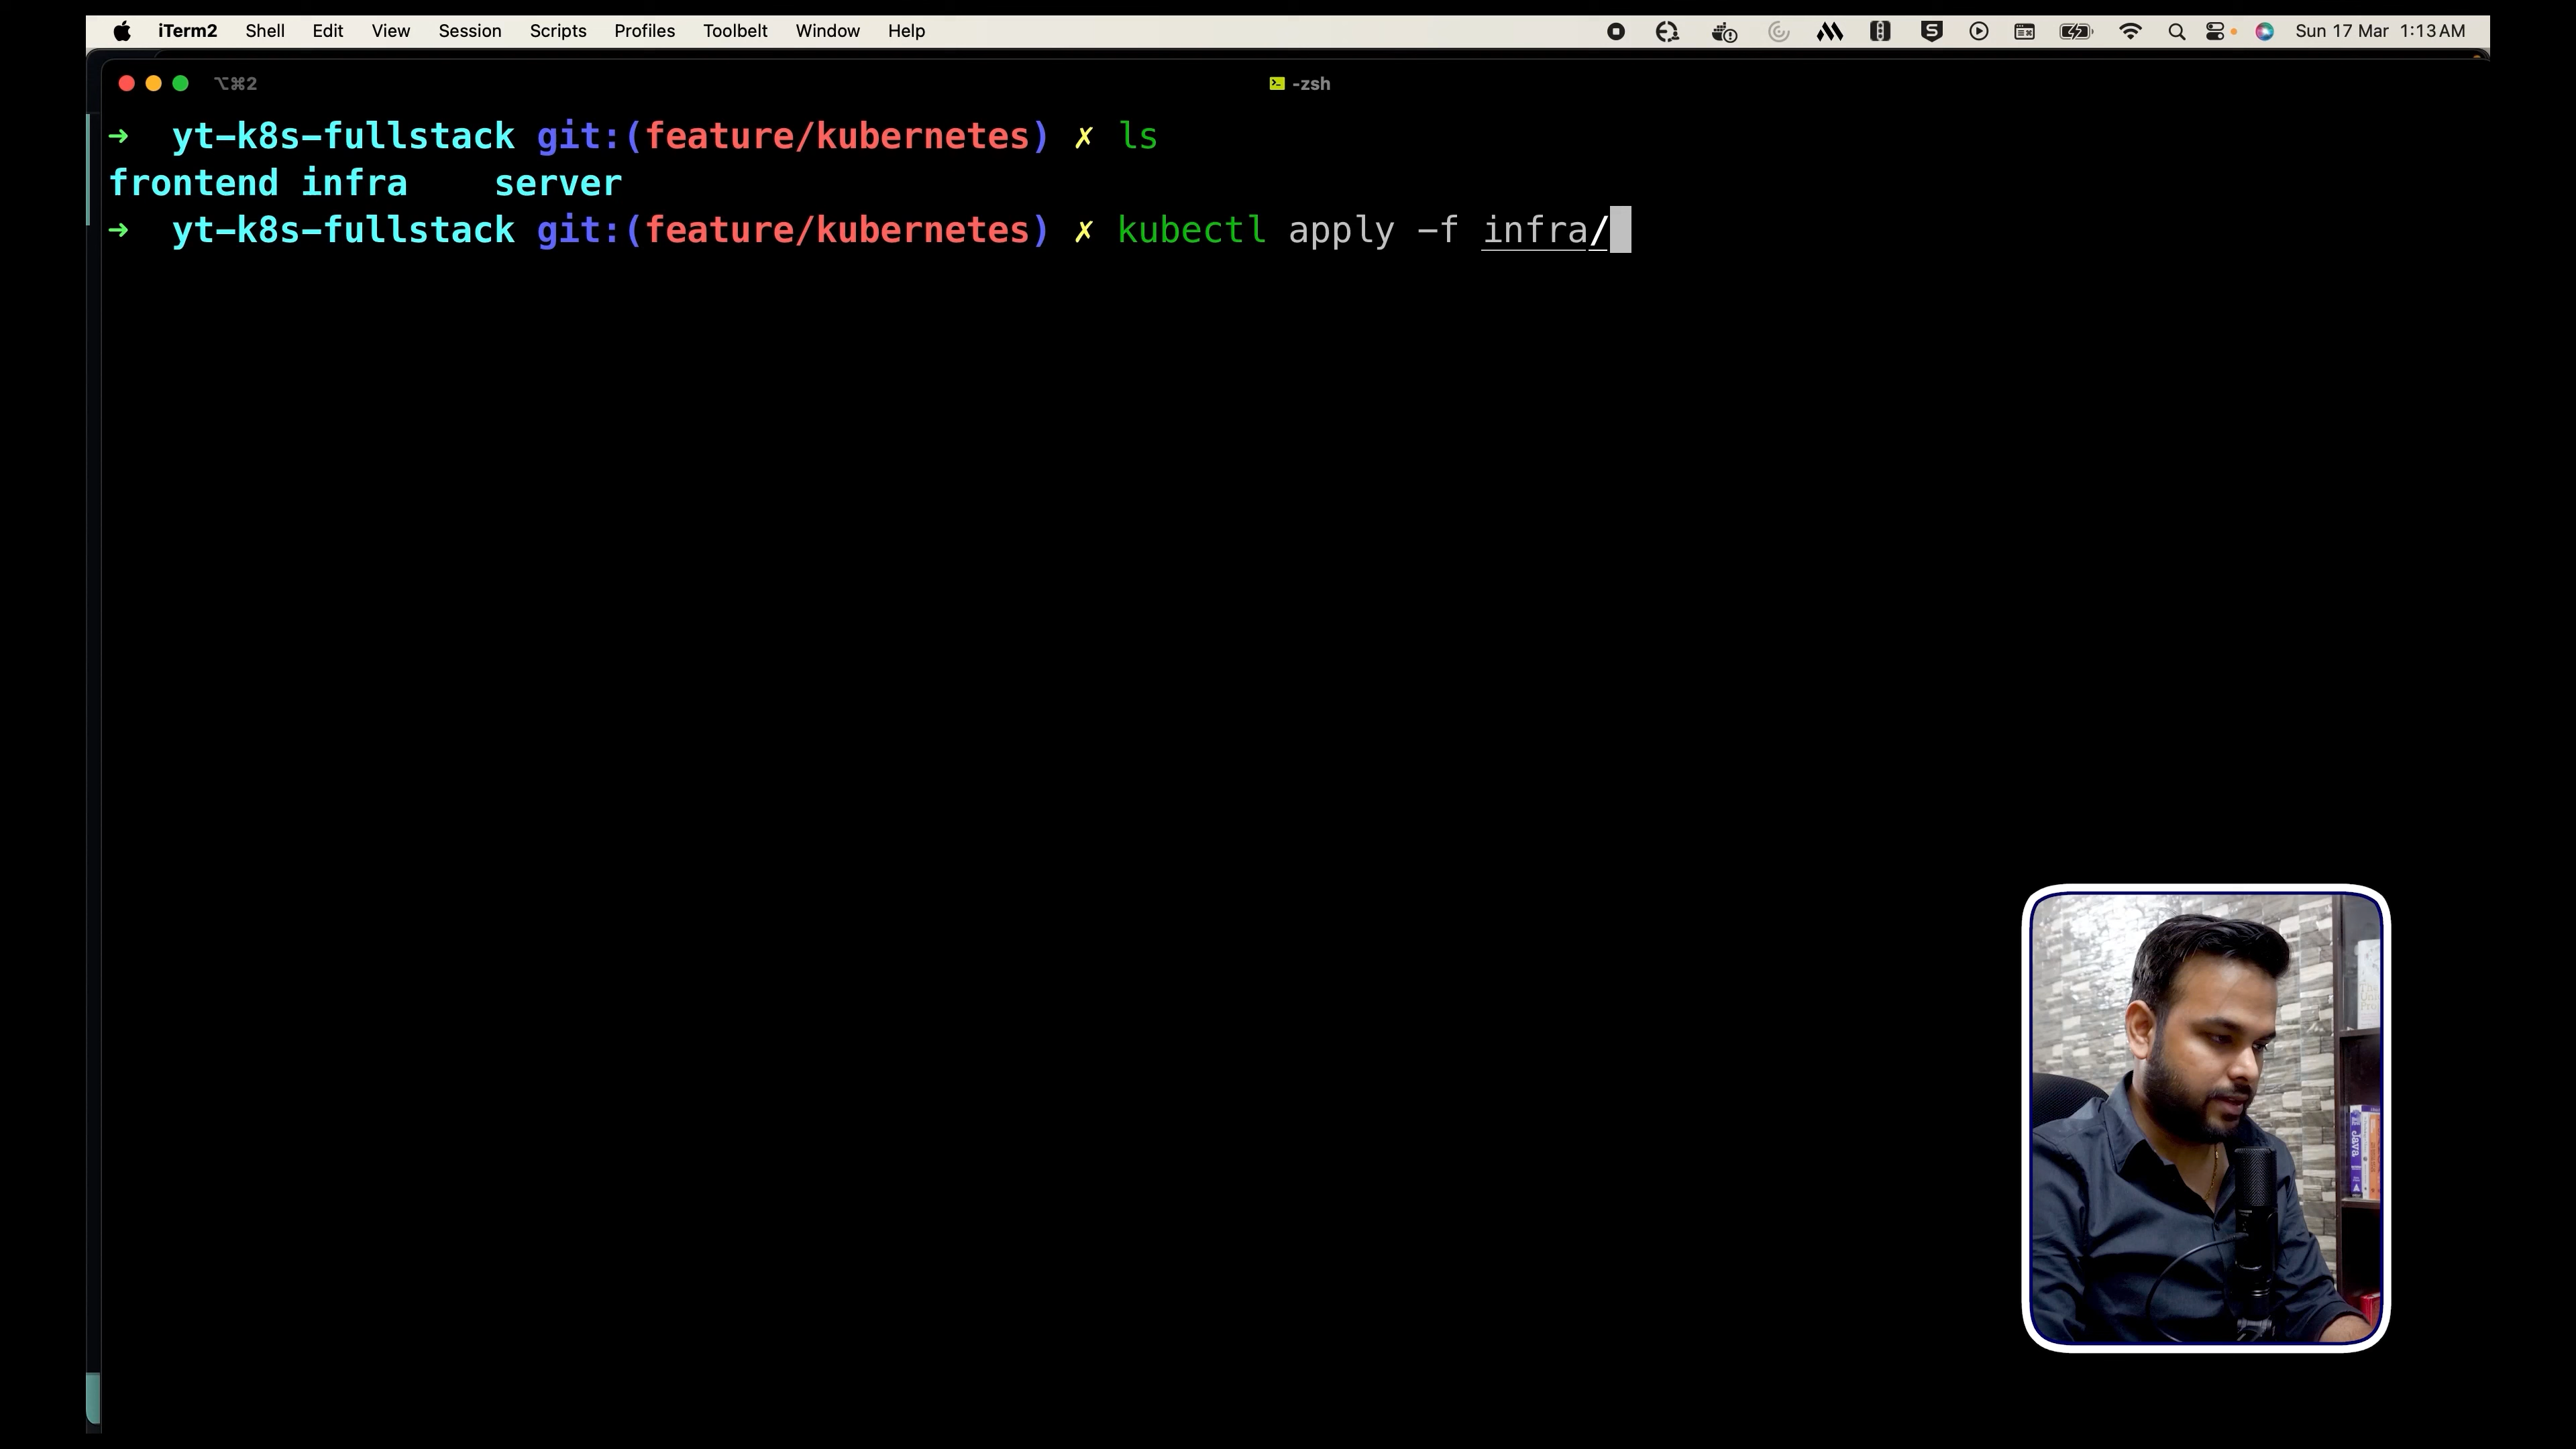 iTerm2 Shell Edit View Session Scripts Profiles Toolbelt Window Help Sun 17 Mar 1:13 AM
⌥⌘2 -zsh
➜ yt-k8s-fullstack git:(feature/kubernetes) ✗ ls
frontend infra server
➜ yt-k8s-fullstack git:(feature/kubernetes) ✗ kubectl apply -f infra/
Java